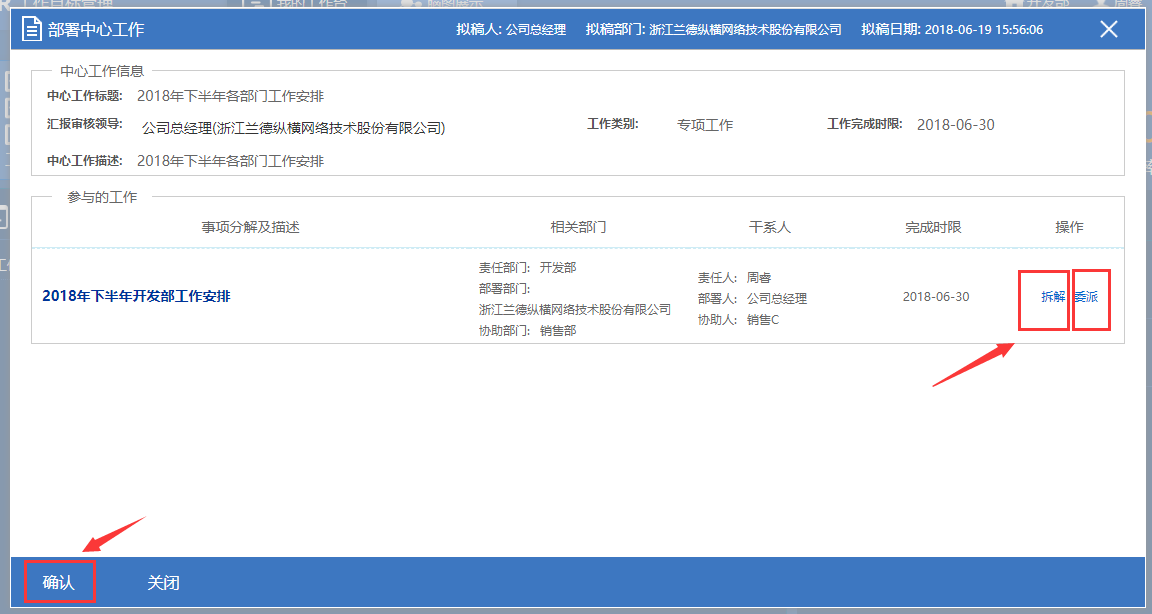 部署中心工作 拟稿人: 公司总经理 拟稿部门: 浙江兰德纵横网络技术股份有限公司 拟稿日期: 2018-06-19 15:56:06
中心工作信息
中心工作标题: 2018年下半年各部门工作安排
汇报审核领导: 公司总经理(浙江兰德纵横网络技术股份有限公司) 工作类别: 专项工作 工作完成时限: 2018-06-30
中心工作描述: 2018年下半年各部门工作安排
参与的工作
事项分解及描述 相关部门 干系人 完成时限 操作
2018年下半年开发部工作安排
责任部门: 开发部
部署部门:
浙江兰德纵横网络技术股份有限公司
协助部门: 销售部
责任人: 周睿
部署人: 公司总经理
协助人: 销售C
2018-06-30
拆解 委派
确认 关闭